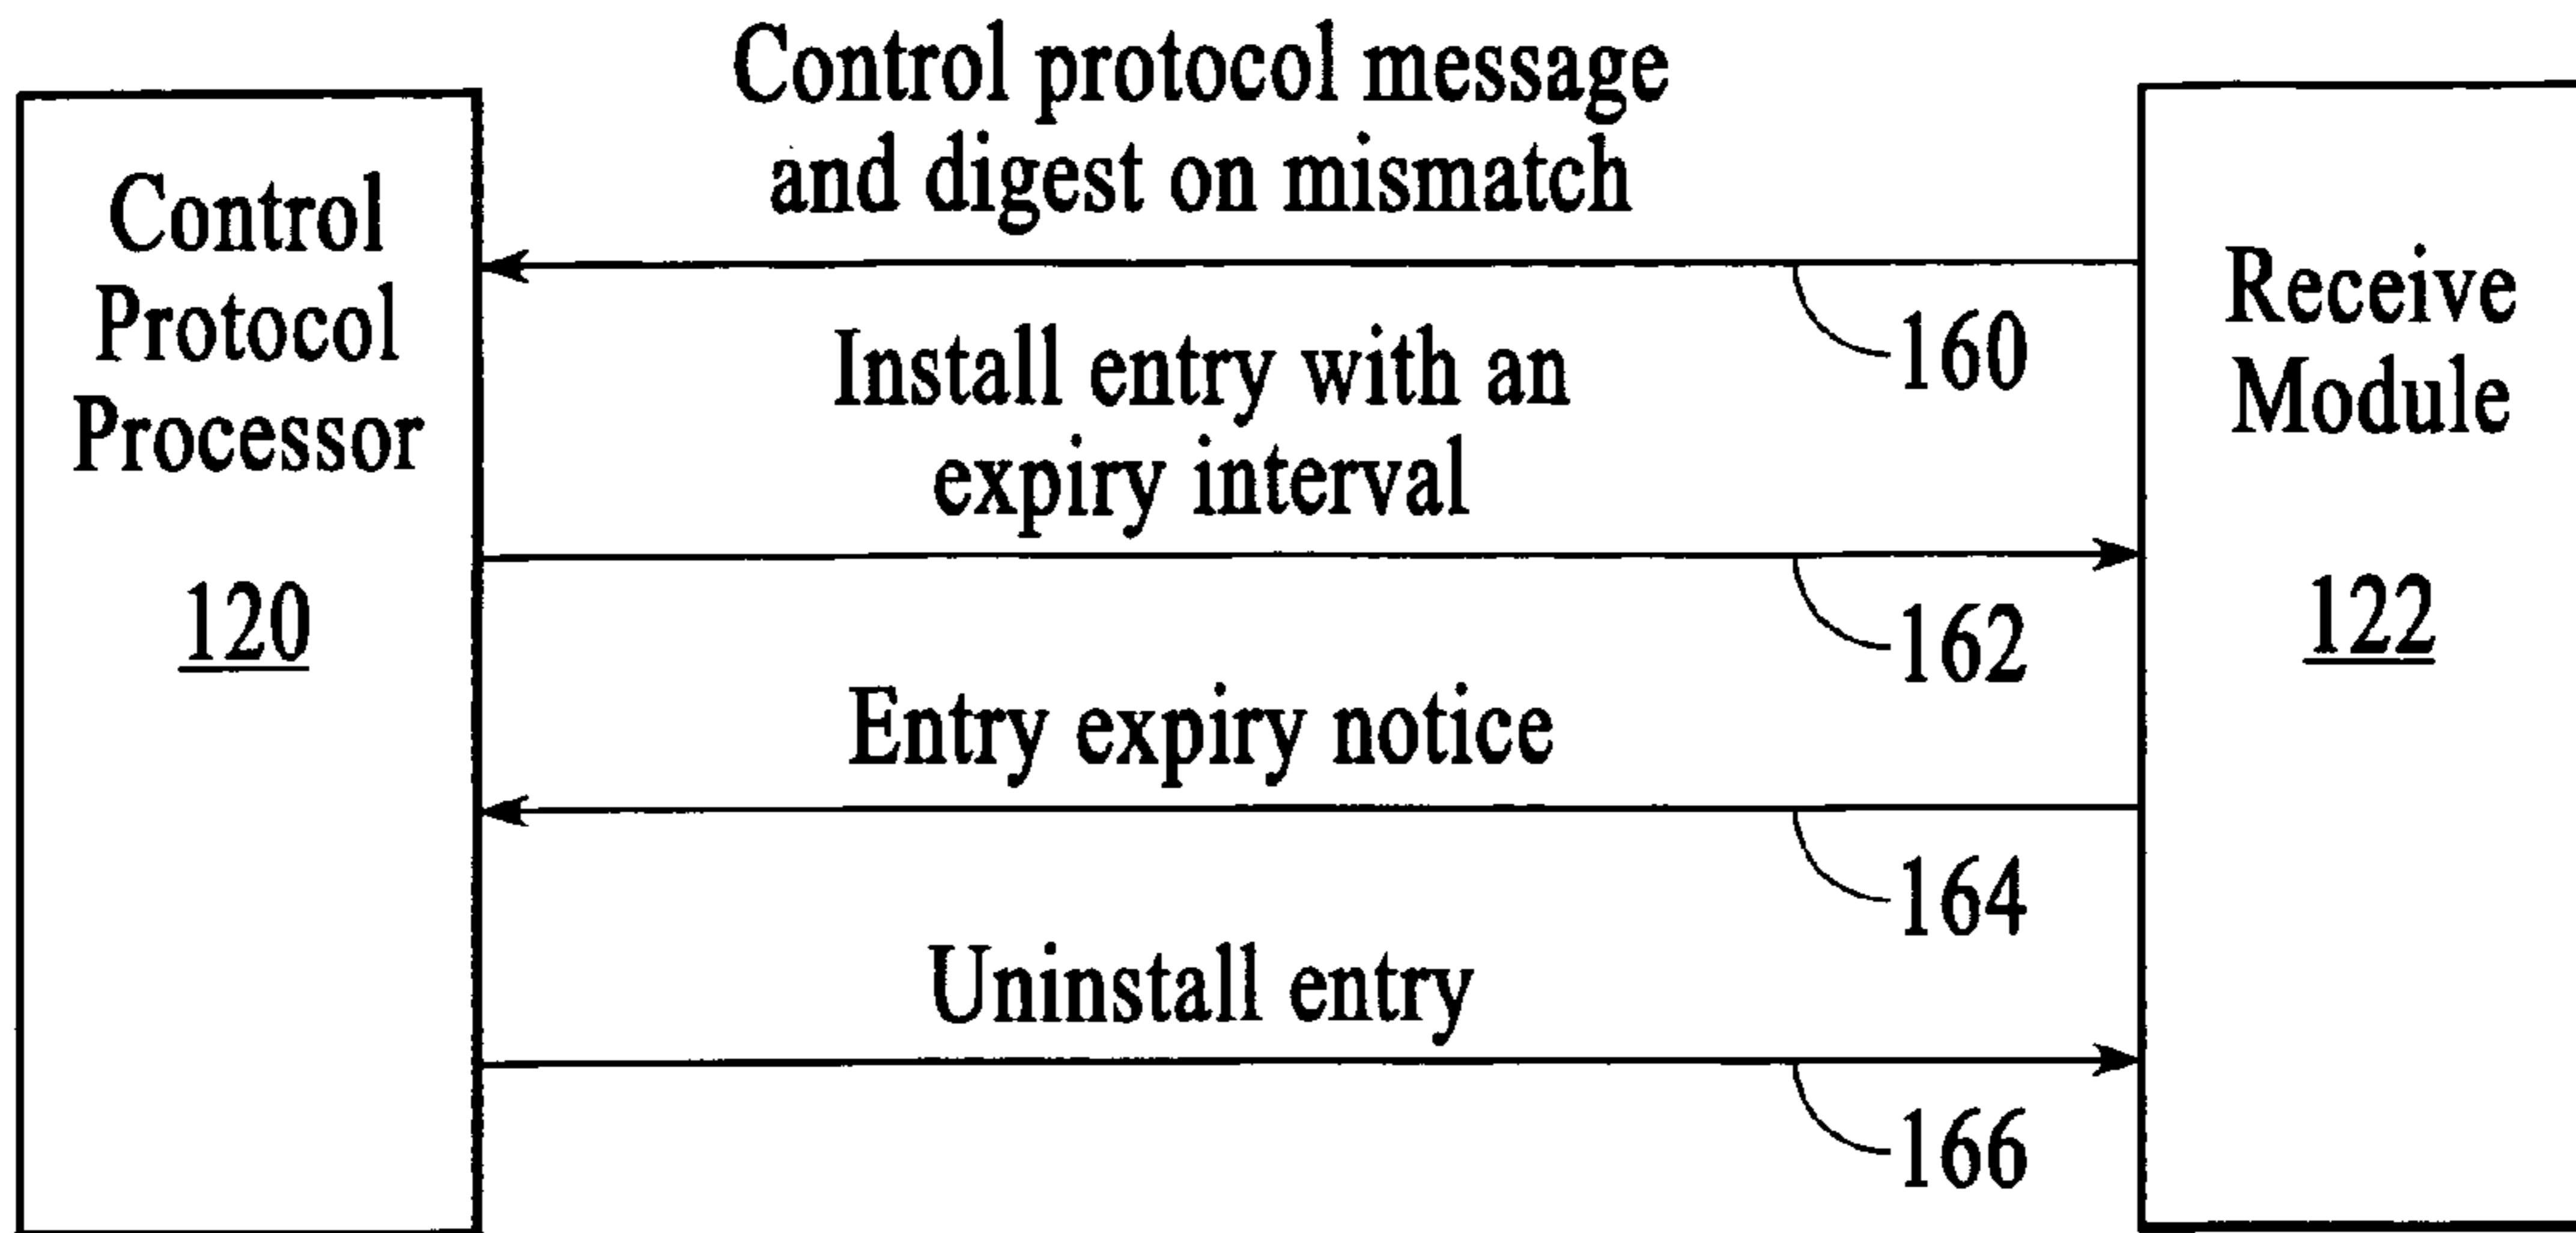 Control protocol message
and digest on mismatch
Control
Protocol
Processor
120
160
Install entry with an
expiry interval
162
Entry expiry notice
164
Uninstall entry
166
Receive
Module
122